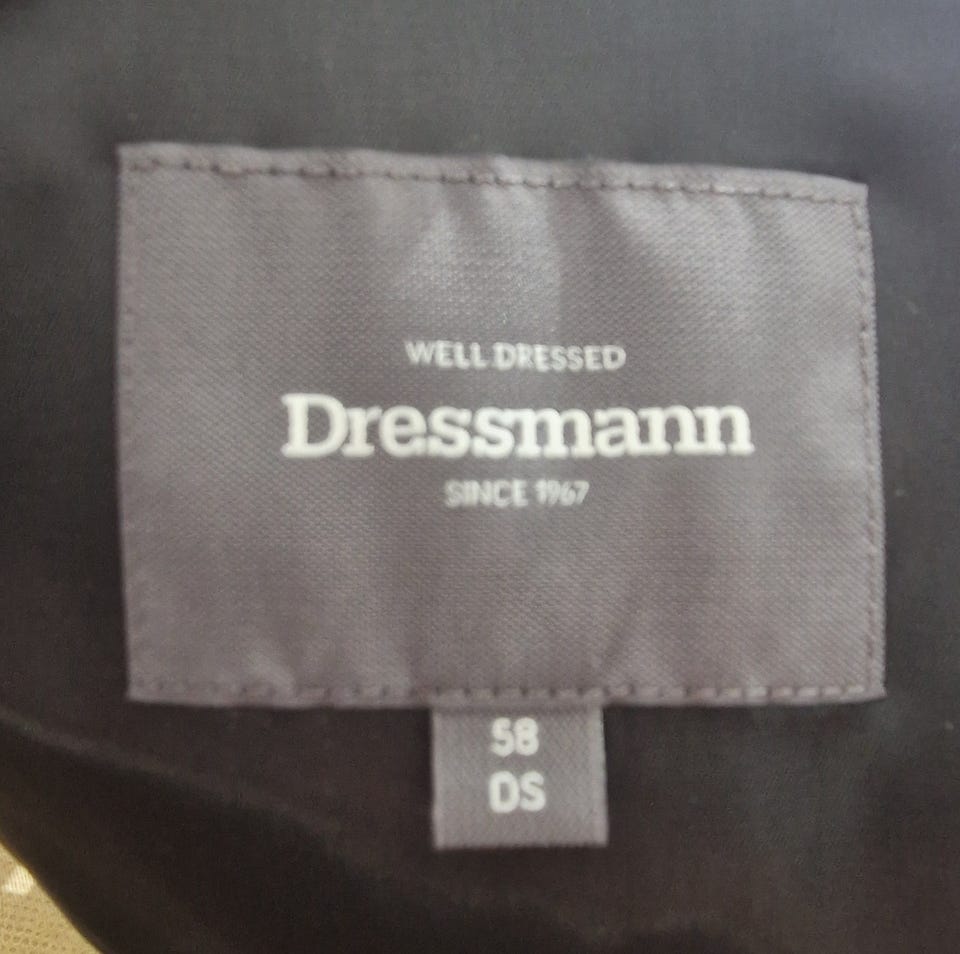 WELL DRESSED
Dressmann
SINCE 1967
58
DS